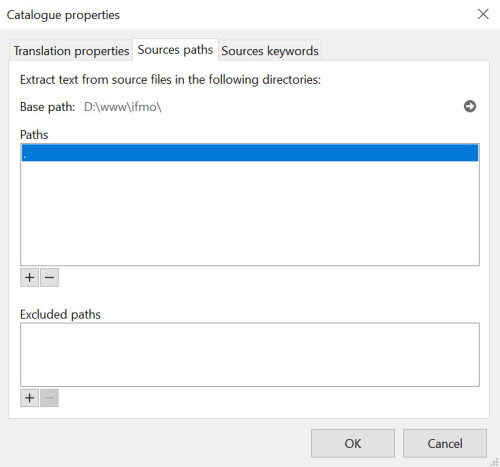 Catalogue properties
Translation properties Sources paths Sources keywords
Extract text from source files in the following directories:
Base path: D:\www\ifmo\
Paths
.
Excluded paths
OK Cancel